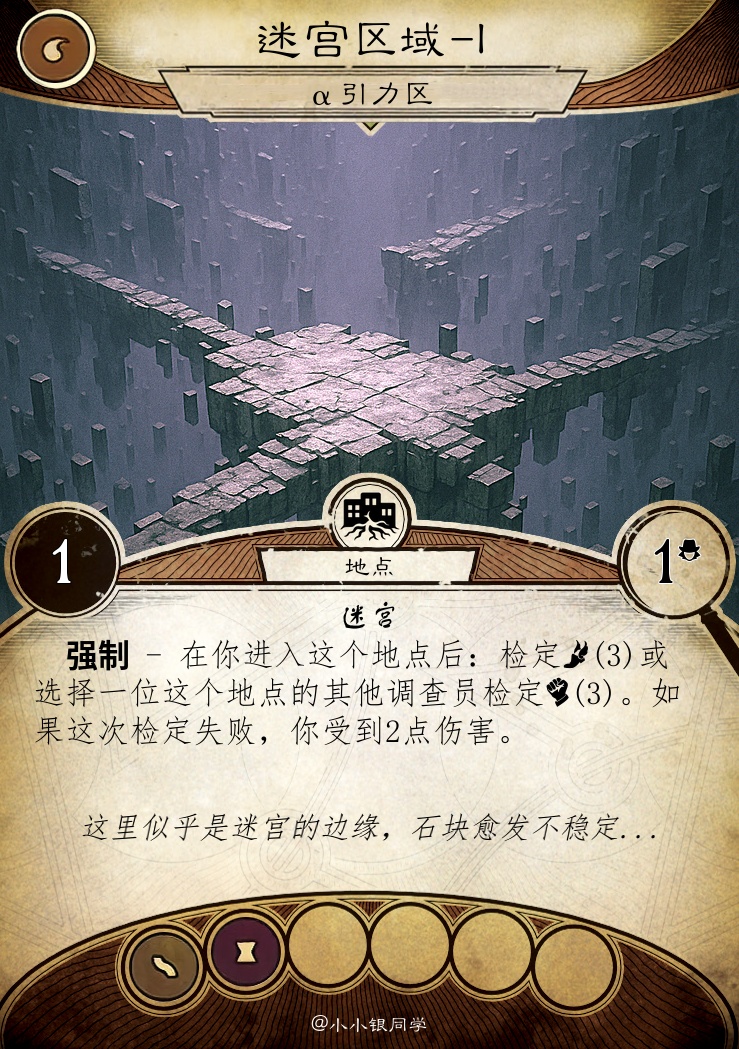 迷宫区域-1
α 引力区
1
地点
1
迷宫
强制 - 在你进入这个地点后: 检定(3)或
选择一位这个地点的其他调查员检定(3)。如
果这次检定失败，你受到2点伤害。
这里似乎是迷宫的边缘，石块愈发不稳定...
@小小银同学